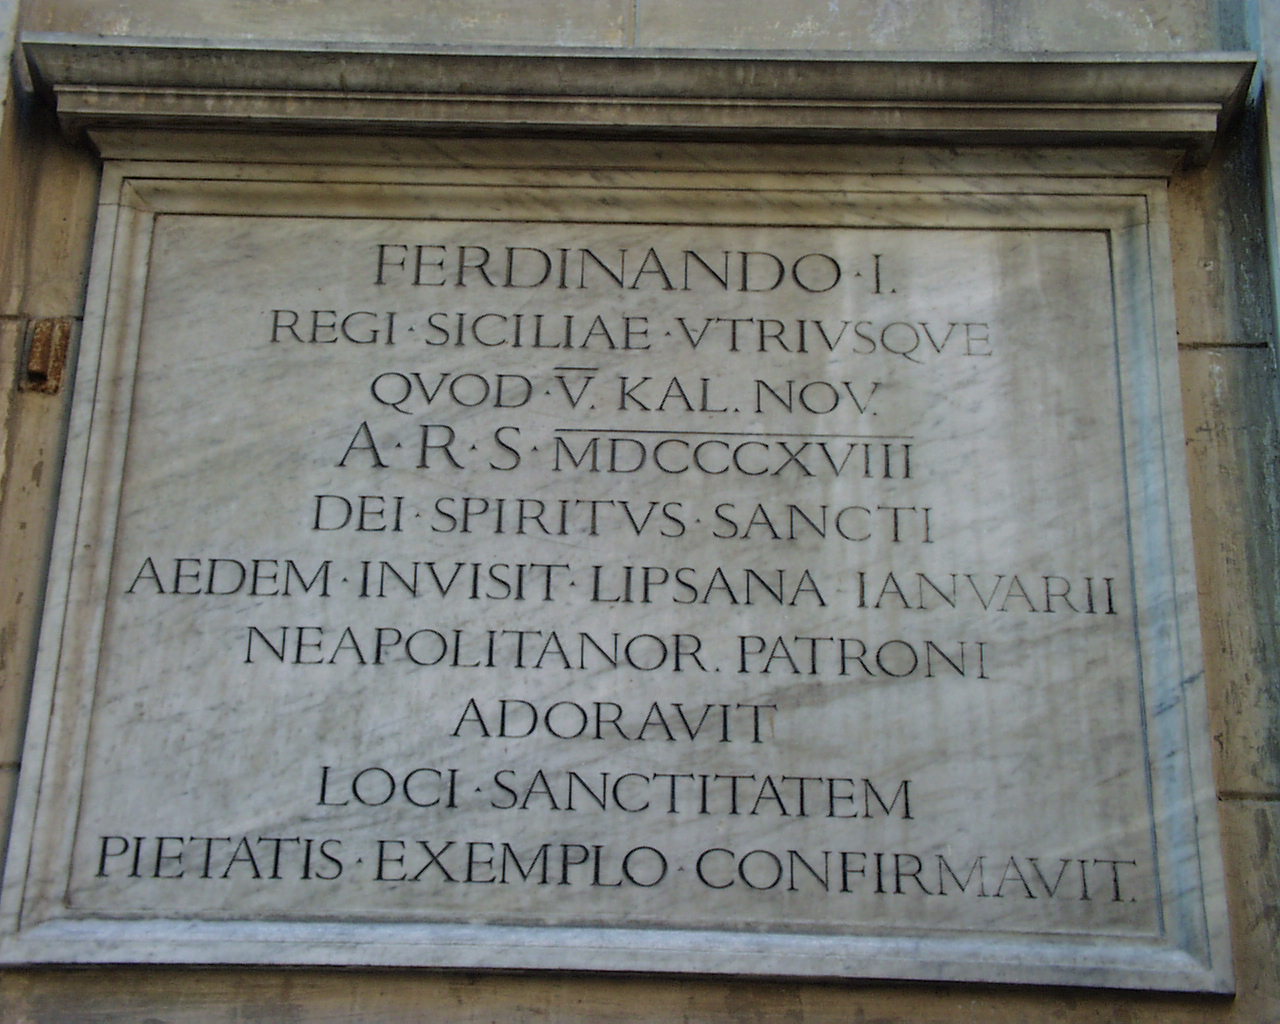 FERDINANDO·I.
REGI·SICILIAE·VTRIVSQVE
QVOD·V̅.KAL.NOV.
A·R·S·M̅D̅C̅C̅C̅X̅V̅I̅I̅I̅
DEI·SPIRITVS·SANCTI
AEDEM·INVISIT·LIPSANA·IANVARII
NEAPOLITANOR.PATRONI
ADORAVIT
LOCI·SANCTITATEM
PIETATIS·EXEMPLO·CONFIRMAVIT.